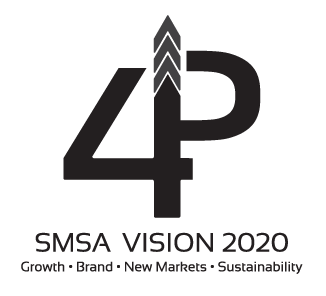 4P
SMSA VISION 2020
Growth • Brand • New Markets • Sustainability